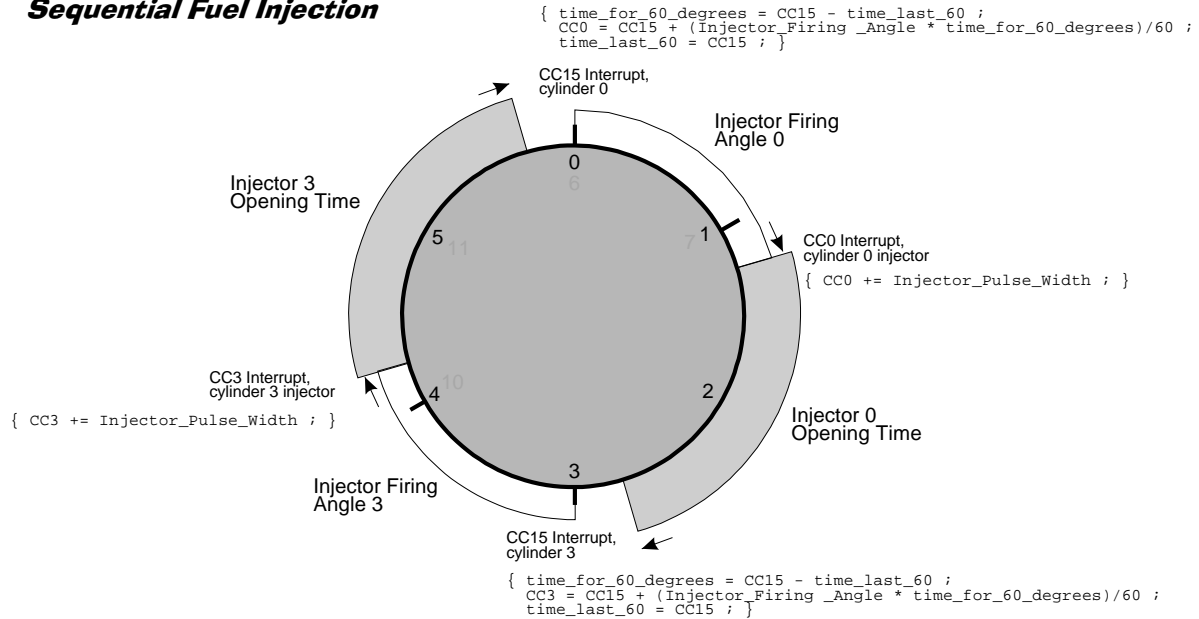 Sequential Fuel Injection
{ time_for_60_degrees = CC15 - time_last_60 ;
CC0 = CC15 + (Injector_Firing _Angle * time_for_60_degrees)/60 ;
time_last_60 = CC15 ; }
CC15 Interrupt,
cylinder 0
Injector Firing
Angle 0
Injector 3
Opening Time
0
6
1
7
5
11
CC0 Interrupt,
cylinder 0 injector
{ CC0 += Injector_Pulse_Width ; }
CC3 Interrupt,
cylinder 3 injector
{ CC3 += Injector_Pulse_Width ; }
10
4
2
Injector 0
Opening Time
3
Injector Firing
Angle 3
CC15 Interrupt,
cylinder 3
{ time_for_60_degrees = CC15 - time_last_60 ;
CC3 = CC15 + (Injector_Firing _Angle * time_for_60_degrees)/60 ;
time_last_60 = CC15 ; }